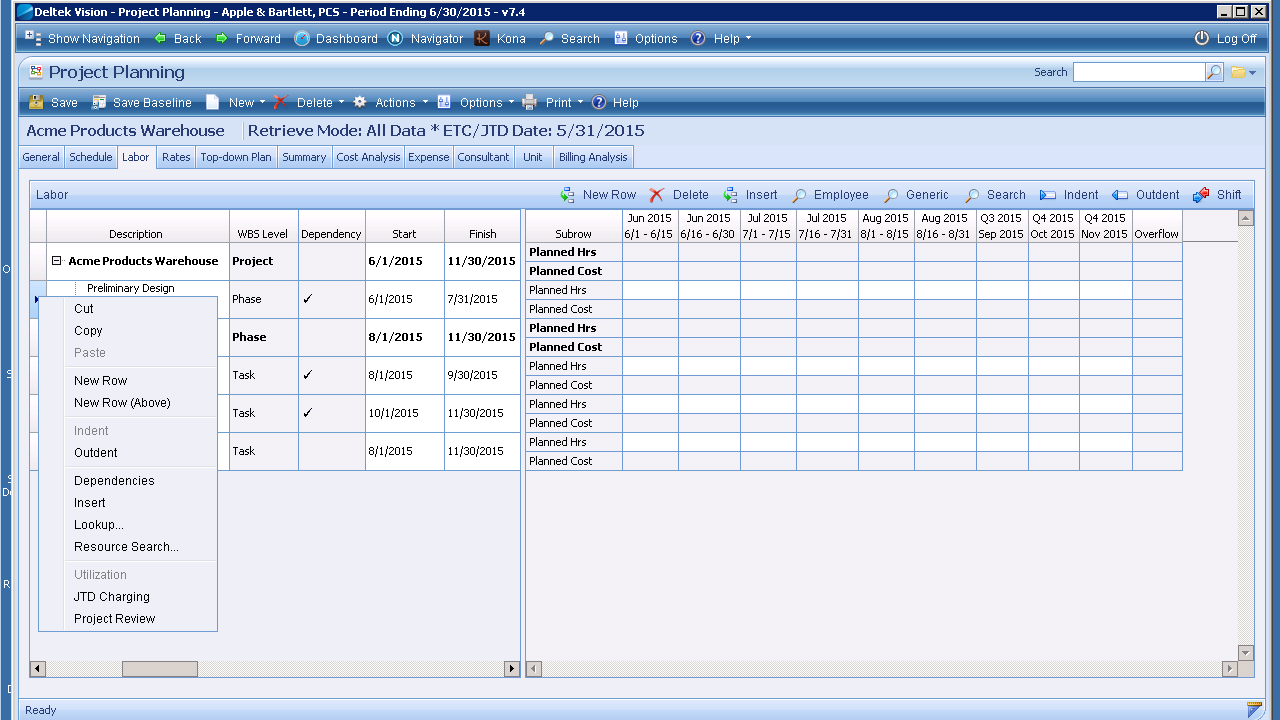 Deltek Vision - Project Planning - Apple & Bartlett, PCS - Period Ending 6/30/2015 - v7.4
Show Navigation Back Forward Dashboard Navigator Kona Search Options Help Log Off
Project Planning Search
Save Save Baseline New Delete Actions Options Print Help
Acme Products Warehouse Retrieve Mode: All Data * ETC/JTD Date: 5/31/2015
General Schedule Labor Rates Top-down Plan Summary Cost Analysis Expense Consultant Unit Billing Analysis
Labor New Row Delete Insert Employee Generic Search Indent Outdent Shift
Jun 2015 Jun 2015 Jul 2015 Jul 2015 Aug 2015 Aug 2015 Q3 2015 Q4 2015 Q4 2015
Description WBS Level Dependency Start Finish Subrow 6/1 - 6/15 6/16 - 6/30 7/1 - 7/15 7/16 - 7/31 8/1 - 8/15 8/16 - 8/31 Sep 2015 Oct 2015 Nov 2015 Overflow
Acme Products Warehouse Project 6/1/2015 11/30/2015 Planned Hrs
Planned Cost
Preliminary Design Phase ✓ 6/1/2015 7/31/2015 Planned Hrs
Planned Cost
Phase 8/1/2015 11/30/2015 Planned Hrs
Planned Cost
Task ✓ 8/1/2015 9/30/2015 Planned Hrs
Planned Cost
Task ✓ 10/1/2015 11/30/2015 Planned Hrs
Planned Cost
Task 8/1/2015 11/30/2015 Planned Hrs
Planned Cost
Cut
Copy
Paste
New Row
New Row (Above)
Indent
Outdent
Dependencies
Insert
Lookup...
Resource Search...
Utilization
JTD Charging
Project Review
Ready